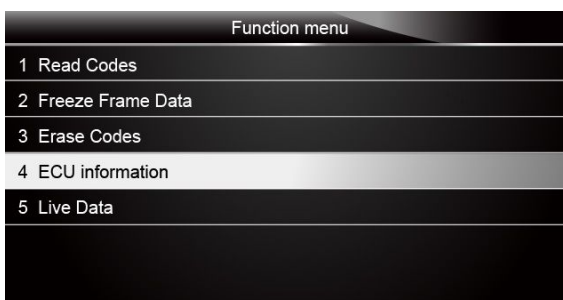 Function menu
1 Read Codes
2 Freeze Frame Data
3 Erase Codes
4 ECU information
5 Live Data